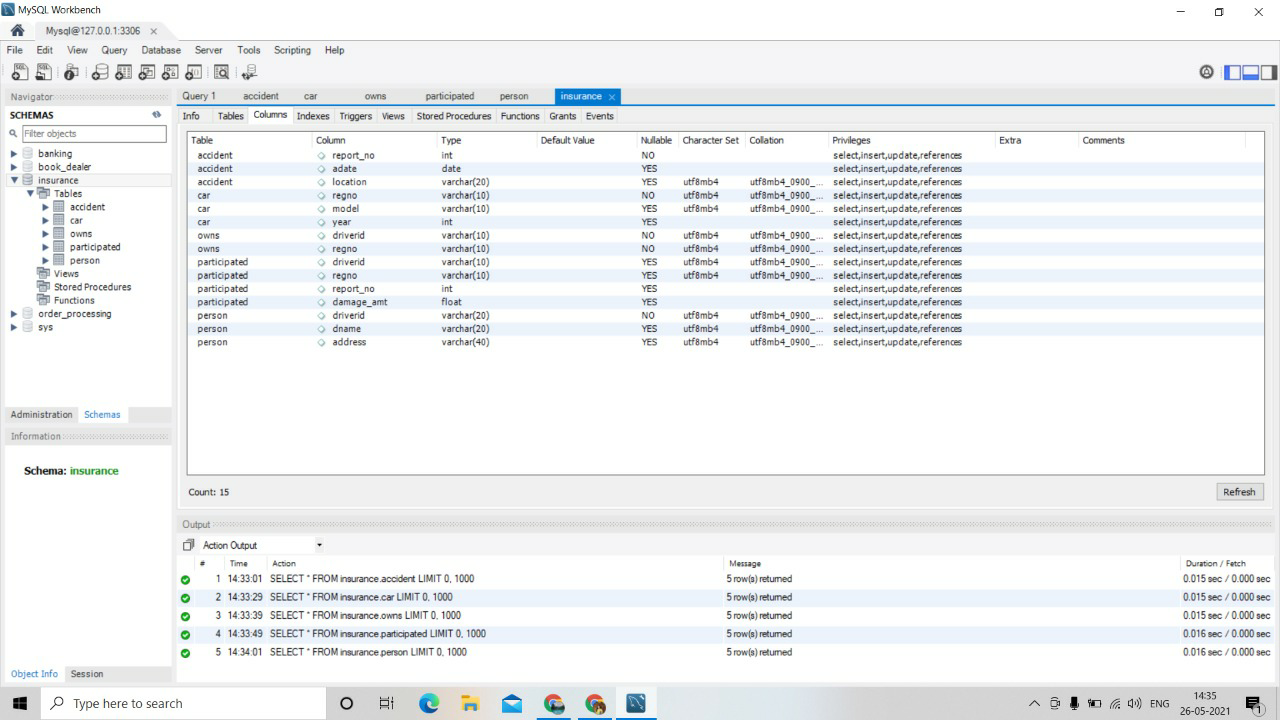 MySQL Workbench
Mysql@127.0.0.1:3306
File Edit View Query Database Server Tools Scripting Help
Navigator
SCHEMAS
Filter objects
banking
book_dealer
insurance
Tables
accident
car
owns
participated
person
Views
Stored Procedures
Functions
order_processing
sys
Administration Schemas
Information
Schema: insurance
Object Info Session
Query 1 accident car owns participated person insurance
Info Tables Columns Indexes Triggers Views Stored Procedures Functions Grants Events
Table Column Type Default Value Nullable Character Set Collation Privileges Extra Comments
accident report_no int NO select,insert,update,references
accident adate date YES select,insert,update,references
accident location varchar(20) YES utf8mb4 utf8mb4_0900_... select,insert,update,references
car regno varchar(10) NO utf8mb4 utf8mb4_0900_... select,insert,update,references
car model varchar(10) YES utf8mb4 utf8mb4_0900_... select,insert,update,references
car year int YES select,insert,update,references
owns driverid varchar(10) NO utf8mb4 utf8mb4_0900_... select,insert,update,references
owns regno varchar(10) NO utf8mb4 utf8mb4_0900_... select,insert,update,references
participated driverid varchar(10) YES utf8mb4 utf8mb4_0900_... select,insert,update,references
participated regno varchar(10) YES utf8mb4 utf8mb4_0900_... select,insert,update,references
participated report_no int YES select,insert,update,references
participated damage_amt float YES select,insert,update,references
person driverid varchar(20) NO utf8mb4 utf8mb4_0900_... select,insert,update,references
person dname varchar(20) YES utf8mb4 utf8mb4_0900_... select,insert,update,references
person address varchar(40) YES utf8mb4 utf8mb4_0900_... select,insert,update,references
Count: 15
Refresh
Output
Action Output
# Time Action Message Duration / Fetch
1 14:33:01 SELECT * FROM insurance.accident LIMIT 0, 1000 5 row(s) returned 0.015 sec / 0.000 sec
2 14:33:29 SELECT * FROM insurance.car LIMIT 0, 1000 5 row(s) returned 0.015 sec / 0.000 sec
3 14:33:39 SELECT * FROM insurance.owns LIMIT 0, 1000 5 row(s) returned 0.015 sec / 0.000 sec
4 14:33:49 SELECT * FROM insurance.participated LIMIT 0, 1000 5 row(s) returned 0.016 sec / 0.000 sec
5 14:34:01 SELECT * FROM insurance.person LIMIT 0, 1000 5 row(s) returned 0.016 sec / 0.000 sec
Type here to search
ENG
14:35
26-05-2021
1